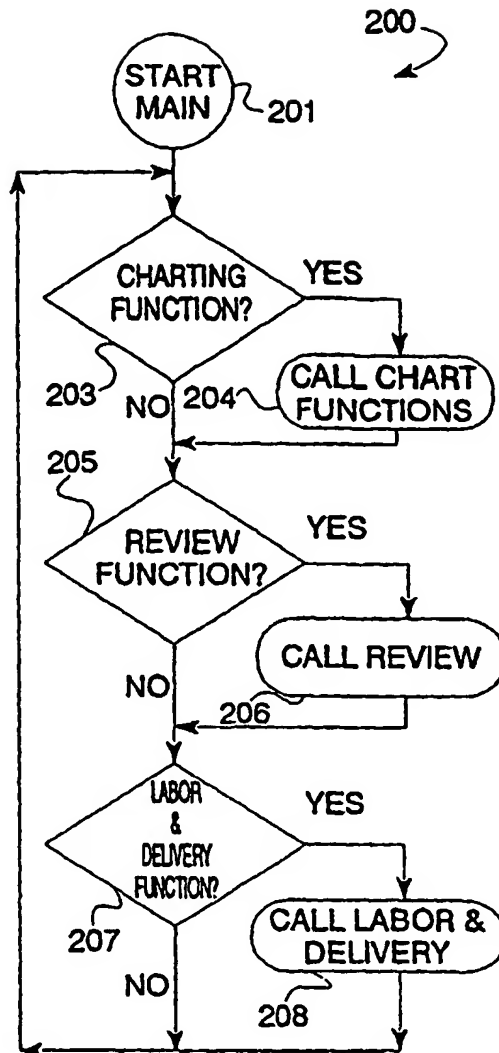 200
START
MAIN
201
CHARTING
FUNCTION?
YES
203
NO
204
CALL CHART
FUNCTIONS
205
REVIEW
FUNCTION?
YES
CALL REVIEW
NO
206
LABOR
&
DELIVERY
FUNCTION?
YES
207
CALL LABOR &
DELIVERY
NO
208